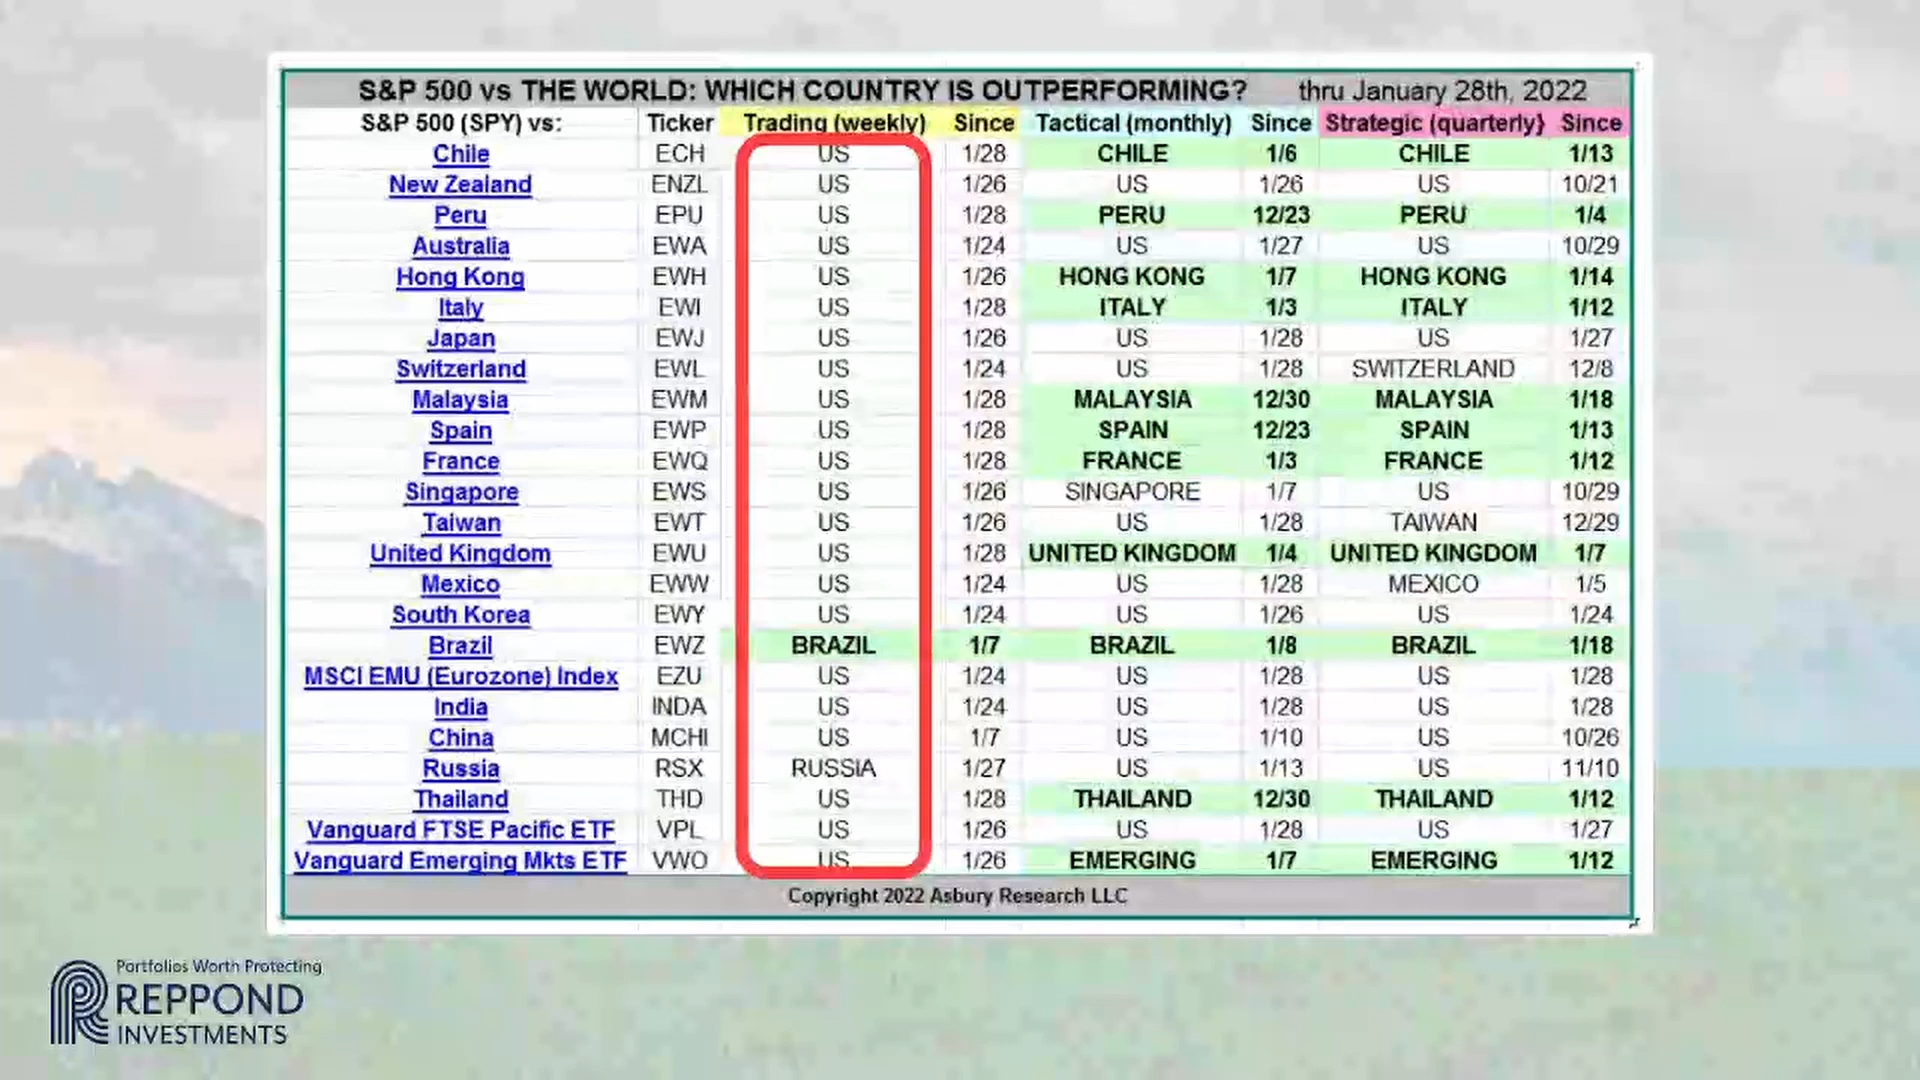 S&P 500 vs THE WORLD: WHICH COUNTRY IS OUTPERFORMING? thru January 28th, 2022
S&P 500 (SPY) vs: Ticker Trading (weekly) Since Tactical (monthly) Since Strategic (quarterly} Since
Chile ECH US 1/28 CHILE 1/6 CHILE 1/13
New Zealand ENZL US 1/26 US 1/26 US 10/21
Peru EPU US 1/28 PERU 12/23 PERU 1/4
Australia EWA US 1/24 US 1/27 US 10/29
Hong Kong EWH US 1/26 HONG KONG 1/7 HONG KONG 1/14
Italy EWI US 1/28 ITALY 1/3 ITALY 1/12
Japan EWJ US 1/26 US 1/28 US 1/27
Switzerland EWL US 1/24 US 1/28 SWITZERLAND 12/8
Malaysia EWM US 1/28 MALAYSIA 12/30 MALAYSIA 1/18
Spain EWP US 1/28 SPAIN 12/23 SPAIN 1/13
France EWQ US 1/28 FRANCE 1/3 FRANCE 1/12
Singapore EWS US 1/26 SINGAPORE 1/7 US 10/29
Taiwan EWT US 1/26 US 1/28 TAIWAN 12/29
United Kingdom EWU US 1/28 UNITED KINGDOM 1/4 UNITED KINGDOM 1/7
Mexico EWW US 1/24 US 1/28 MEXICO 1/5
South Korea EWY US 1/24 US 1/26 US 1/24
Brazil EWZ BRAZIL 1/7 BRAZIL 1/8 BRAZIL 1/18
MSCI EMU (Eurozone) Index EZU US 1/24 US 1/28 US 1/28
India INDA US 1/24 US 1/28 US 1/28
China MCHI US 1/7 US 1/10 US 10/26
Russia RSX RUSSIA 1/27 US 1/13 US 11/10
Thailand THD US 1/28 THAILAND 12/30 THAILAND 1/12
Vanguard FTSE Pacific ETF VPL US 1/26 US 1/28 US 1/27
Vanguard Emerging Mkts ETF VWO US 1/26 EMERGING 1/7 EMERGING 1/12
Copyright 2022 Asbury Research LLC
Portfolios Worth Protecting
REPPOND
INVESTMENTS